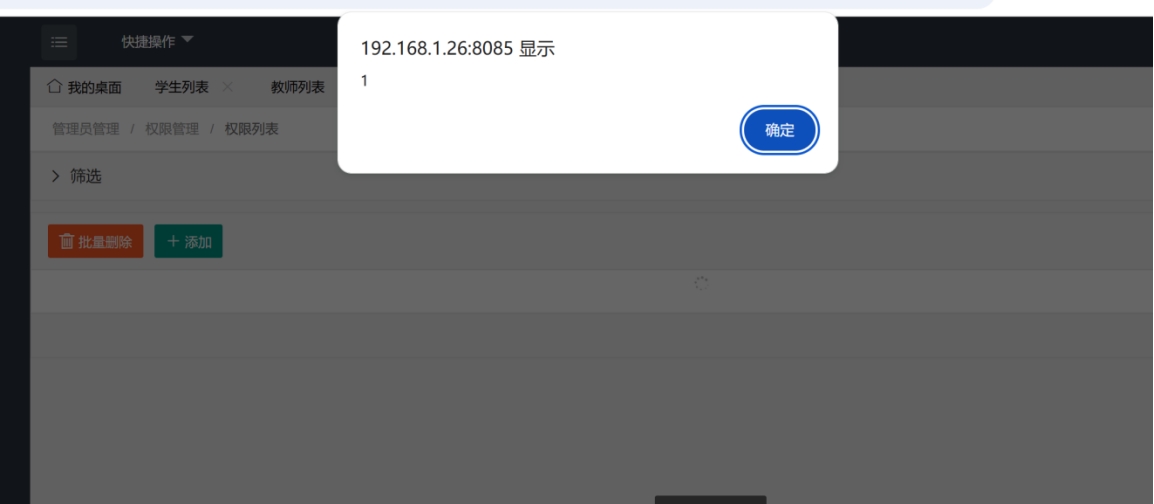 快捷操作
192.168.1.26:8085 显示
1
确定
我的桌面 学生列表 教师列表
管理员管理 / 权限管理 / 权限列表
筛选
批量删除 添加